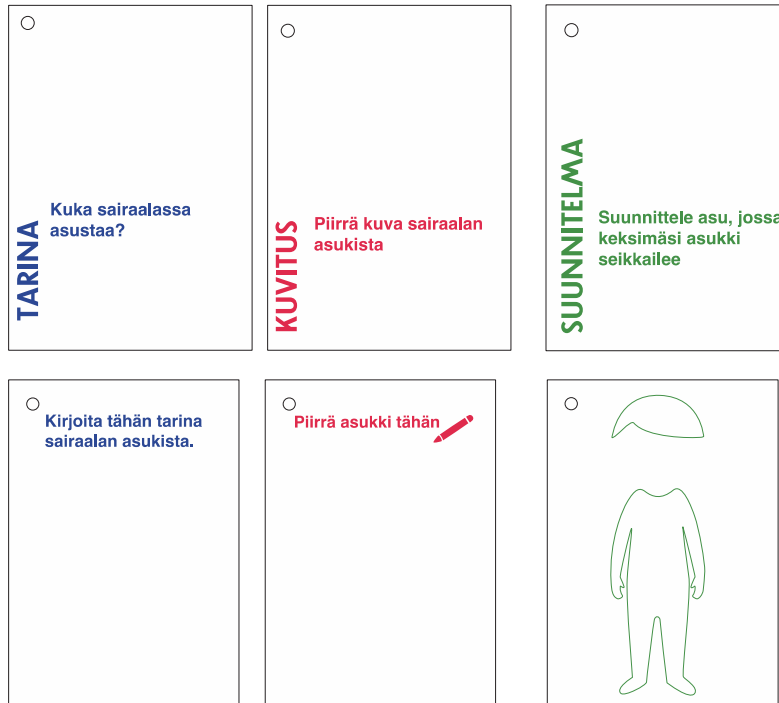 TARINA
Kuka sairaalassa
asustaa?
KUVITUS
Piirrä kuva sairaalan
asukista
SUUNNITELMA
Suunnittele asu, jossa
keksimäsi asukki
seikkailee
Kirjoita tähän tarina
sairaalan asukista.
Piirrä asukki tähän